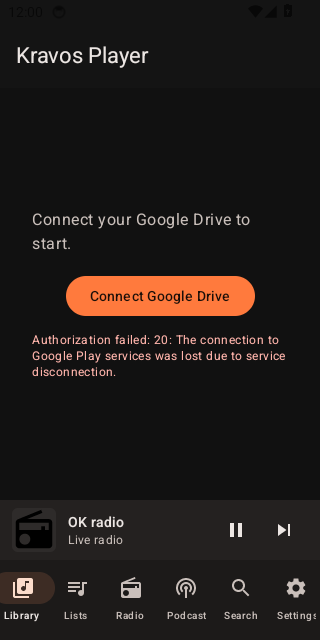 12:00
Kravos Player
Connect your Google Drive to
start.
Connect Google Drive
Authorization failed: 20: The connection to
Google Play services was lost due to service
disconnection.
OK radio
Live radio
Library
Lists
Radio
Podcast
Search
Settings